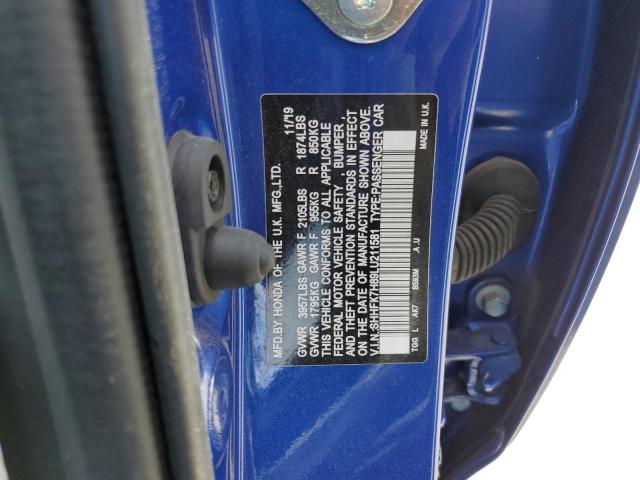 MFD.BY HONDA OF THE U.K. MFG.,LTD. 11/19
GVWR 3957LBS GAWR F 2105LBS R 1874LBS
GVWR 1795KG GAWR F 955KG R 850KG
THIS VEHICLE CONFORMS TO ALL APPLICABLE
FEDERAL MOTOR VEHICLE SAFETY, BUMPER
AND THEFT PREVENTION STANDARDS IN EFFECT
ON THE DATE OF MANUFACTURE SHOWN ABOVE.
V.I.N.:SHHFK7H89LU211581 TYPE:PASSENGER CAR
TGG L AK7 B593M A J MADE IN U.K.